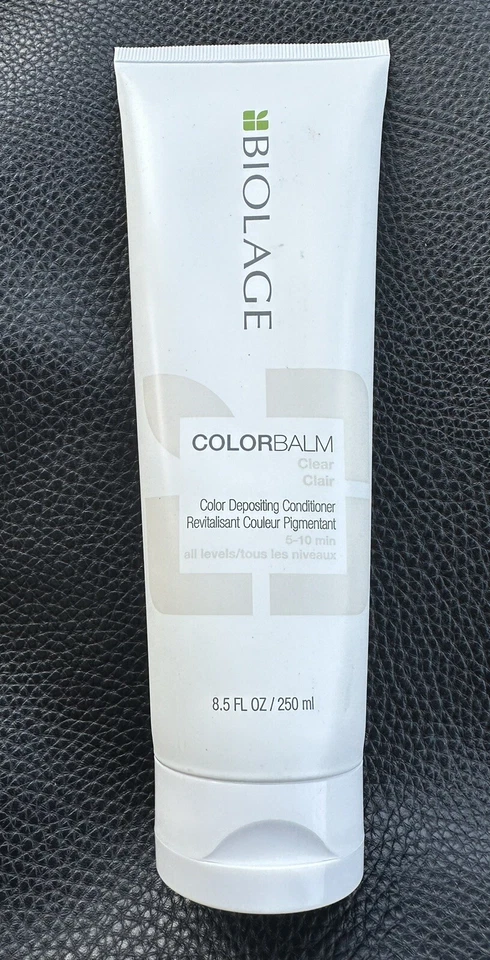 BIOLAGE
COLORBALM
Clear
Clair
Color Depositing Conditioner
Revitalisant Couleur Pigmentant
5-10 min
all levels/tous les niveaux
8.5 FL OZ / 250 ml